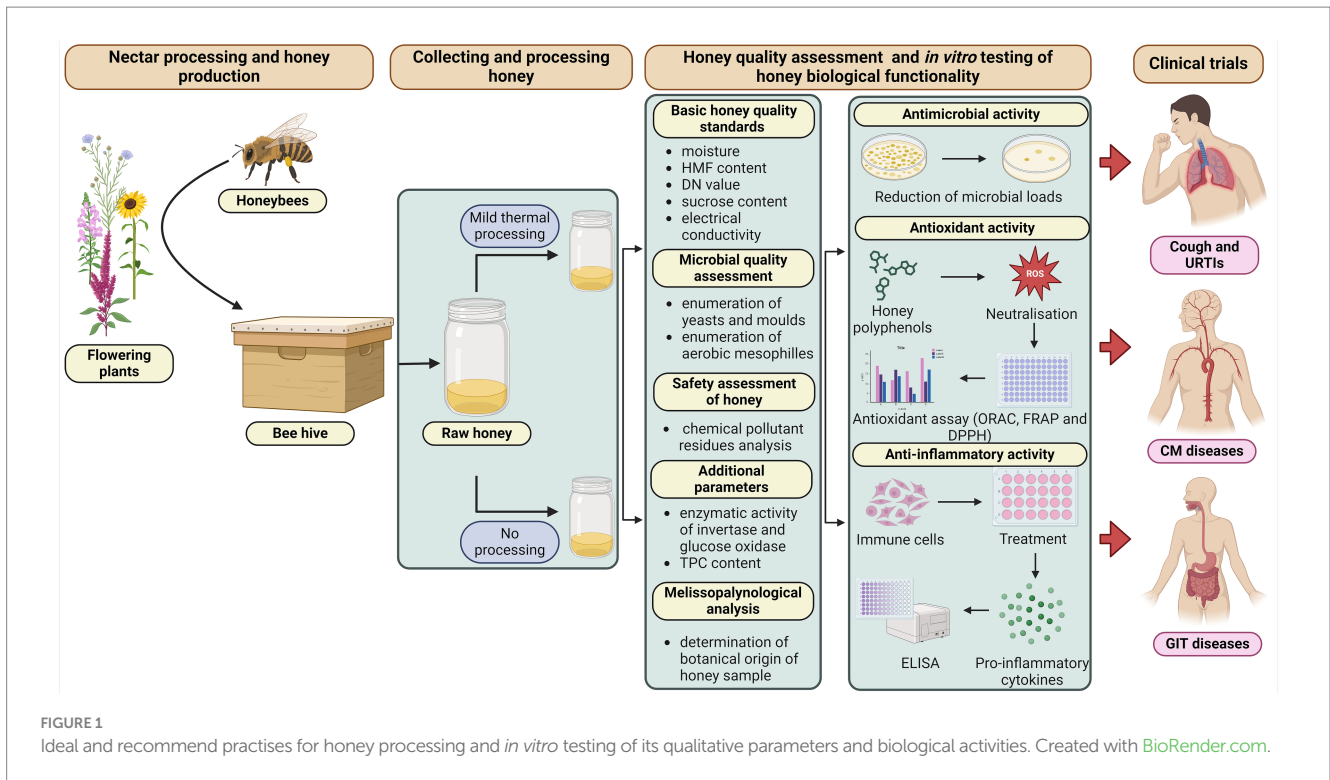 Nectar processing and honey
production
Collecting and processing
honey
Honey quality assessment and in vitro testing of
honey biological functionality
Clinical trials
Honeybees
Flowering
plants
Bee hive
Mild thermal
processing
Raw honey
No
processing
Basic honey quality
standards
• moisture
• HMF content
• DN value
• sucrose content
• electrical
conductivity
Microbial quality
assessment
• enumeration of
yeasts and moulds
• enumeration of
aerobic mesophilles
Safety assessment
of honey
• chemical pollutant
residues analysis
Additional
parameters
• enzymatic activity
of invertase and
glucose oxidase
• TPC content
Melissopalynological
analysis
• determination of
botanical origin of
honey sample
Antimicrobial activity
Reduction of microbial loads
Antioxidant activity
ROS
Honey
polyphenols
Neutralisation
Title
Antioxidant assay (ORAC, FRAP and
DPPH)
Anti-inflammatory activity
Immune cells
Treatment
ELISA
Pro-inflammatory
cytokines
Cough and
URTIs
CM diseases
GIT diseases
FIGURE 1
Ideal and recommend practises for honey processing and in vitro testing of its qualitative parameters and biological activities. Created with BioRender.com.